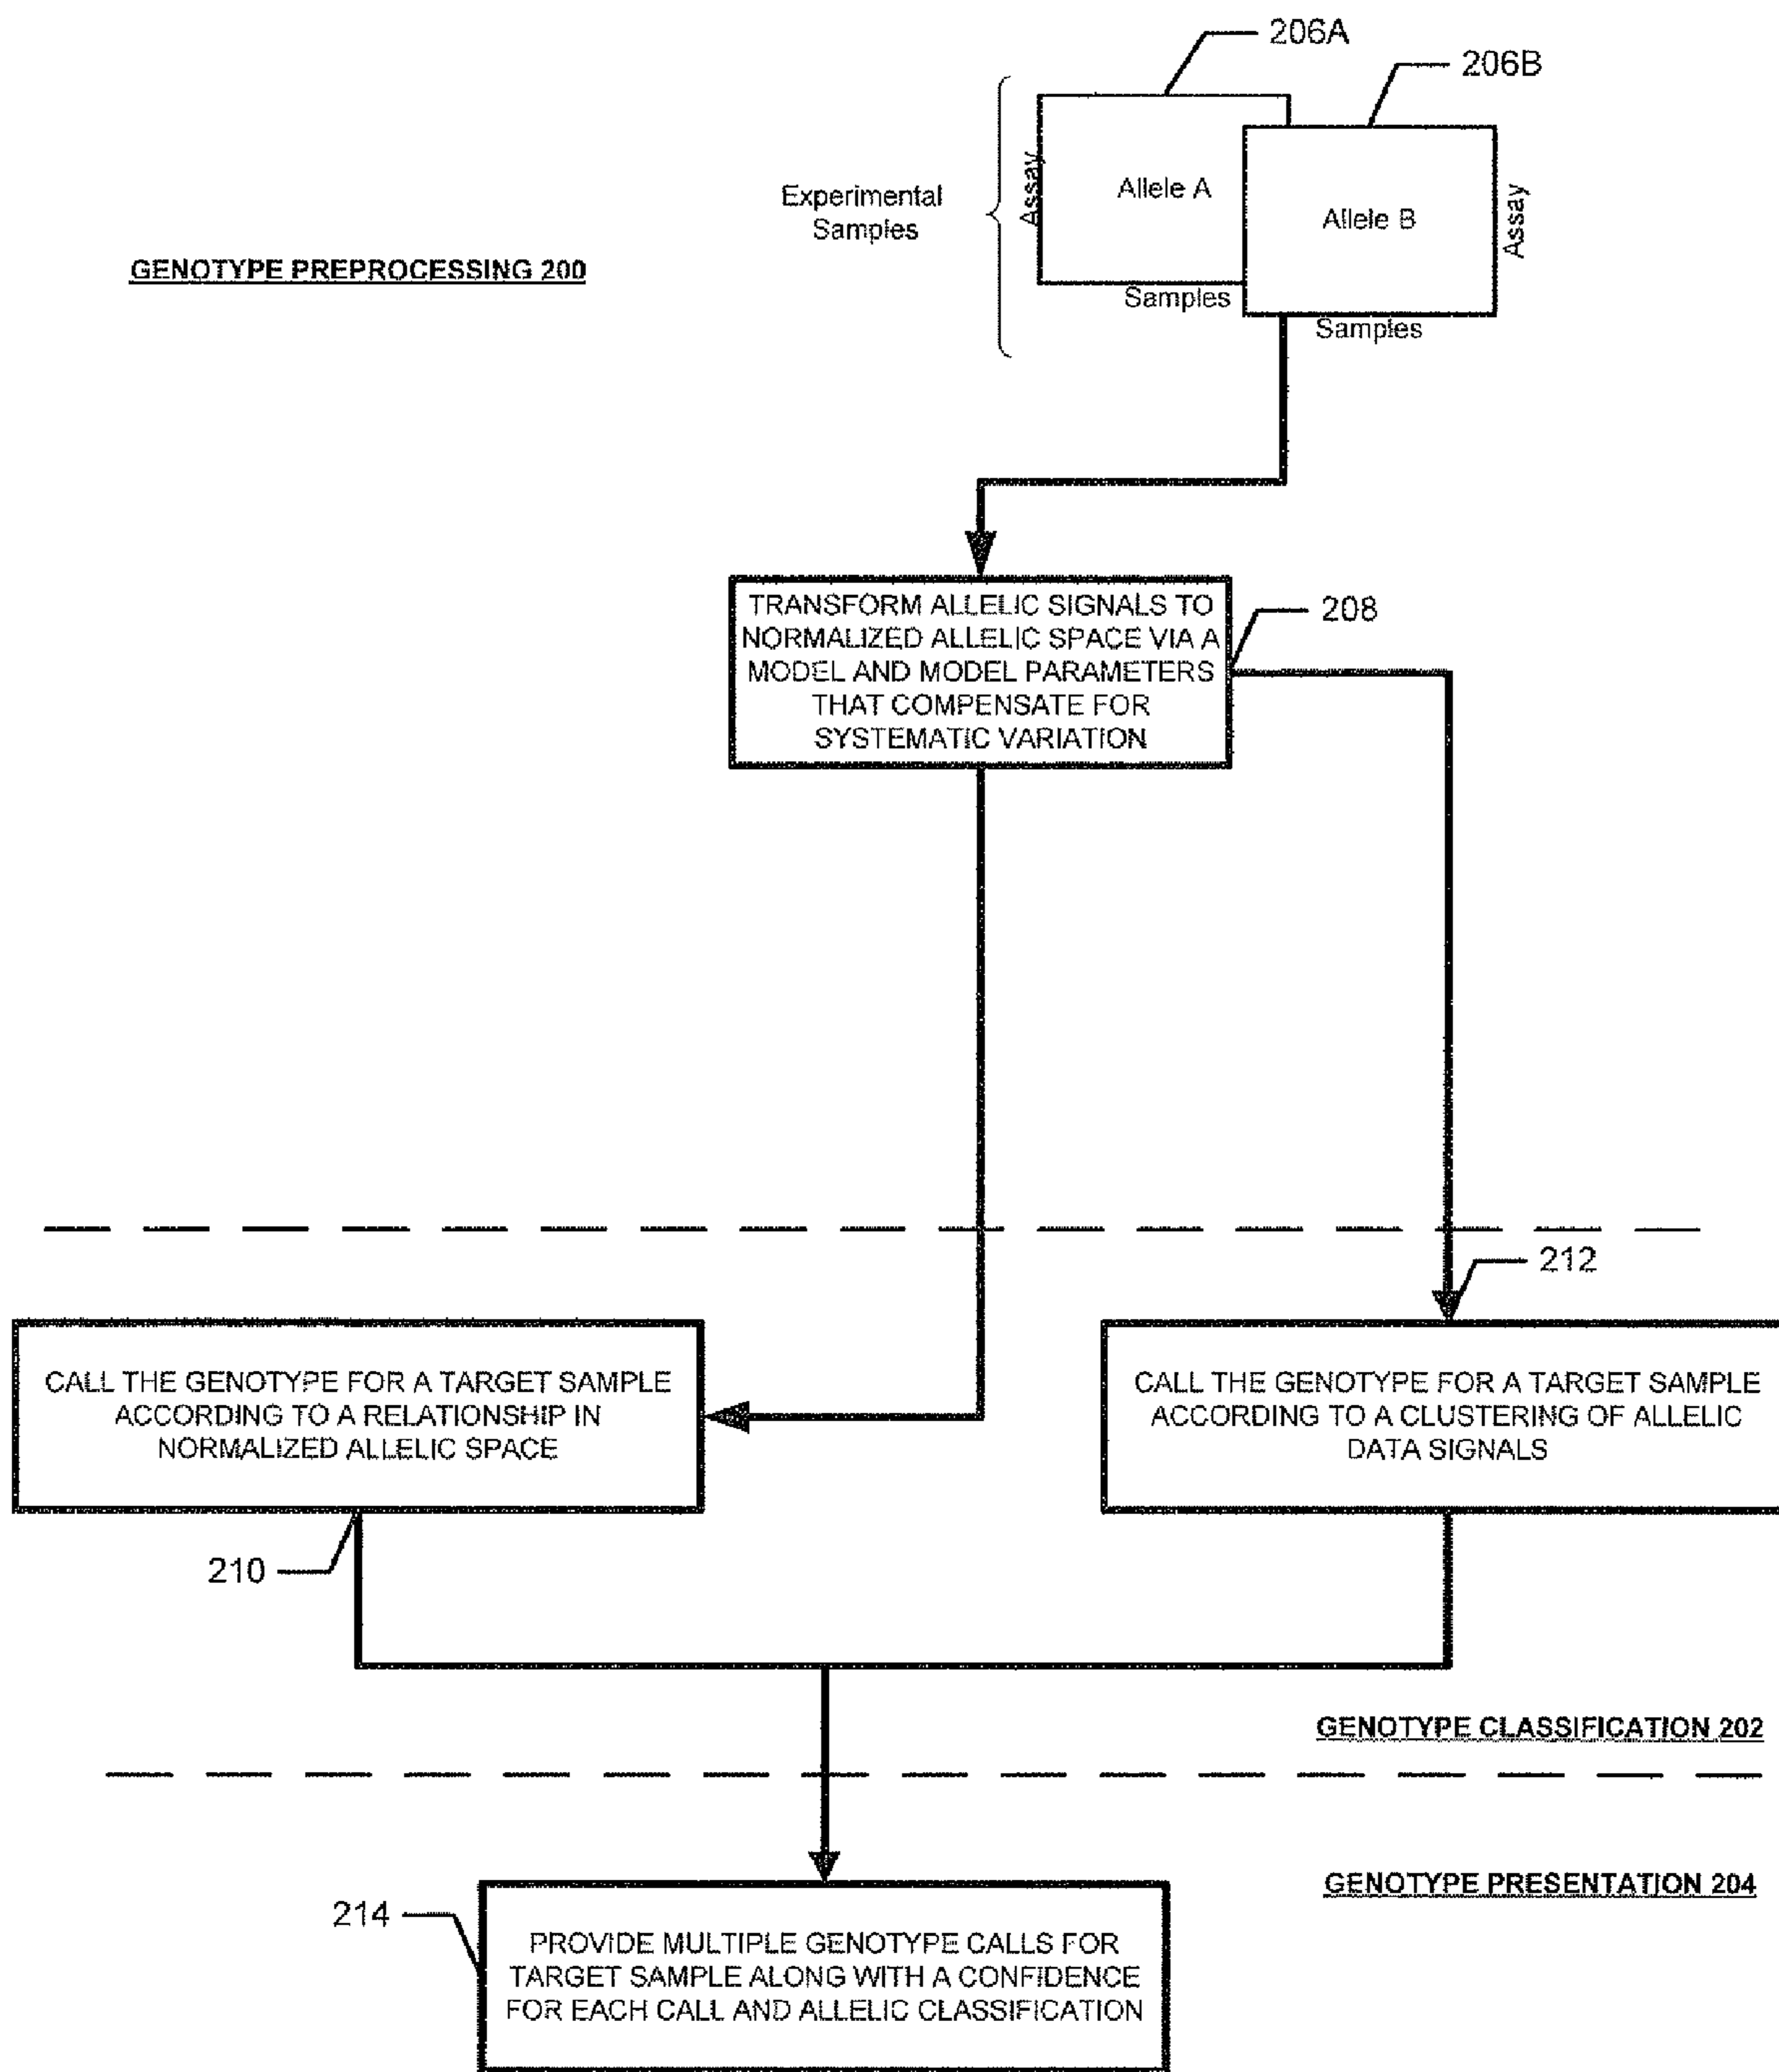 206A
206B
Experimental
Samples
Assay
Allele A
Allele B
Assay
Samples
Samples
GENOTYPE PREPROCESSING 200
TRANSFORM ALLELIC SIGNALS TO
NORMALIZED ALLELIC SPACE VIA A
MODEL AND MODEL PARAMETERS
THAT COMPENSATE FOR
SYSTEMATIC VARIATION
208
212
CALL THE GENOTYPE FOR A TARGET SAMPLE
ACCORDING TO A RELATIONSHIP IN
NORMALIZED ALLELIC SPACE
CALL THE GENOTYPE FOR A TARGET SAMPLE
ACCORDING TO A CLUSTERING OF ALLELIC
DATA SIGNALS
210
GENOTYPE CLASSIFICATION 202
GENOTYPE PRESENTATION 204
214
PROVIDE MULTIPLE GENOTYPE CALLS FOR
TARGET SAMPLE ALONG WITH A CONFIDENCE
FOR EACH CALL AND ALLELIC CLASSIFICATION